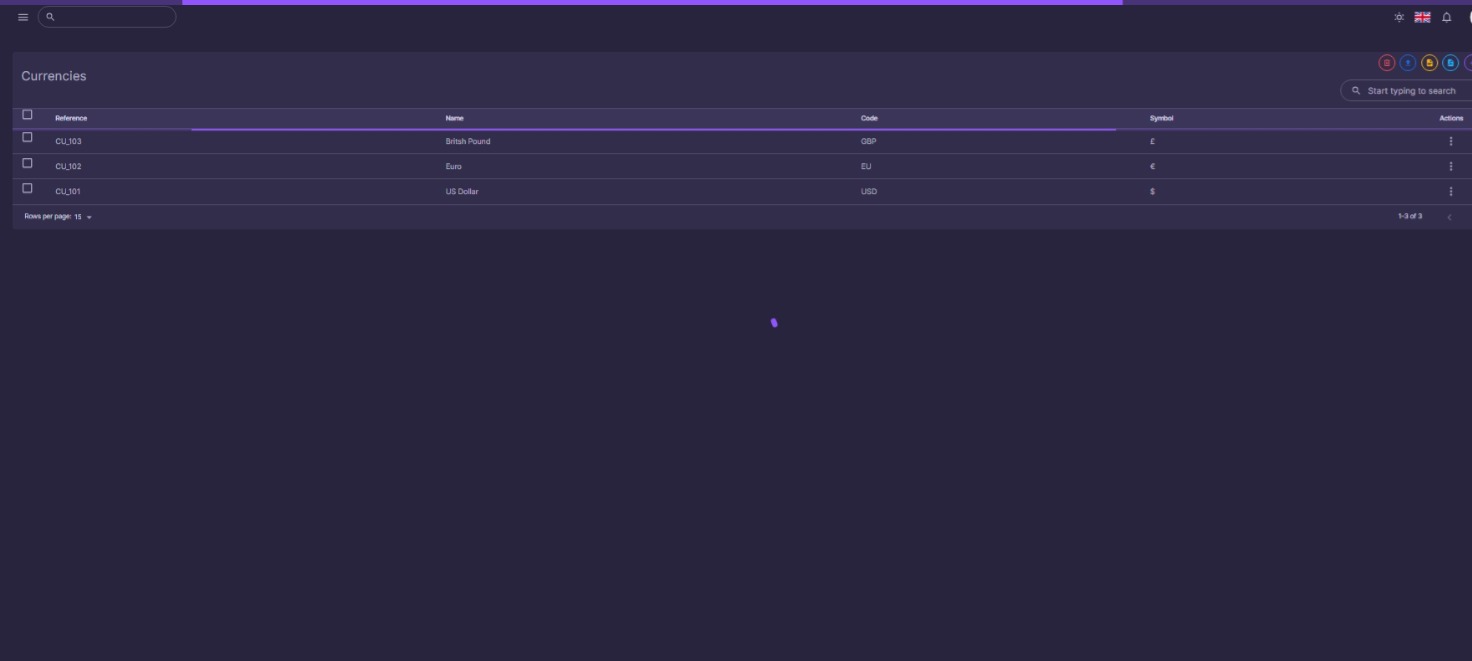 Currencies
Start typing to search
Reference Name Code Symbol Actions
CU_103 Britsh Pound GBP £
CU_102 Euro EU €
CU_101 US Dollar USD $
Rows per page: 15 1-3 of 3